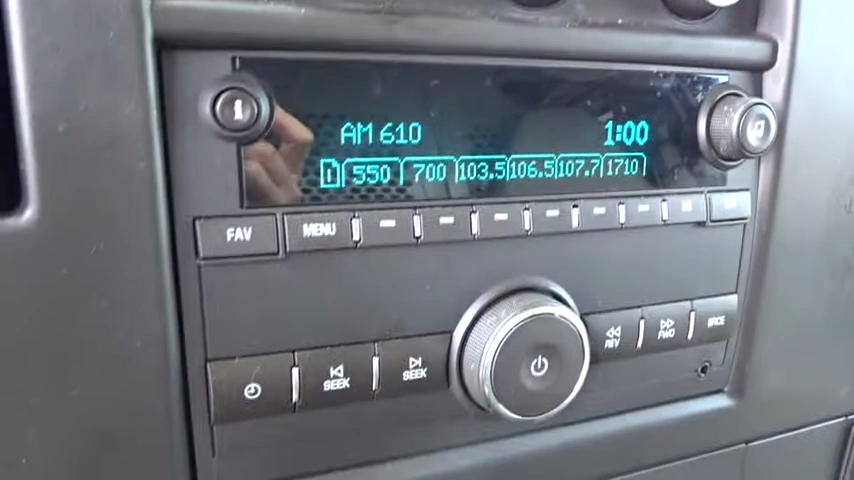 i
AM 610 1:00
1 550 700 103.5 106.5 107.7 1710
FAV MENU
REV FWD SRCE
SEEK SEEK